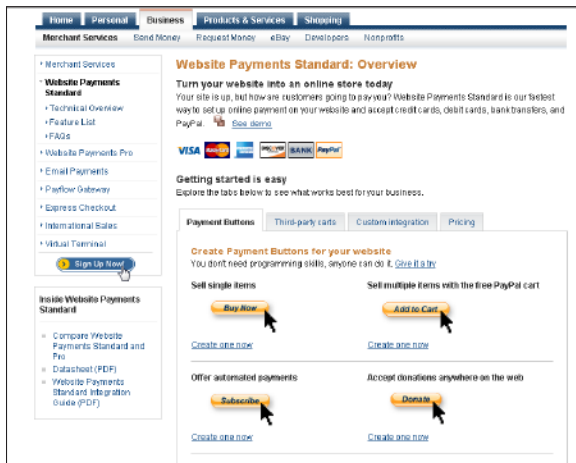 Home Personal Business Products & Services Shopping
Merchant Services Send Money Request Money eBay Developers Nonprofits
Merchant Services
Website Payments
Standard
Technical Overview
Feature List
FAQs
Website Payments Pro
Email Payments
Payflow Gateway
Express Checkout
International Sales
Virtual Terminal
Sign Up Now!
Inside Website Payments
Standard
Compare Website
Payments Standard and
Pro
Datasheet (PDF)
Website Payments
Standard Integration
Guide (PDF)
Website Payments Standard: Overview
Turn your website into an online store today
Your site is up, but how are customers going to pay you? Website Payments Standard is our fastest
way to set up online payment on your website and accept credit cards, debit cards, bank transfers, and
PayPal. See demo
VISA MasterCard DISCOVER BANK PayPal
Getting started is easy
Explore the tabs below to see what works best for your business.
Payment Buttons Third-party carts Custom integration Pricing
Create Payment Buttons for your website
You don't need programming skills, anyone can do it. Give it a try
Sell single items
Buy Now
Create one now
Sell multiple items with the free PayPal cart
Add to Cart
Create one now
Offer automated payments
Subscribe
Create one now
Accept donations anywhere on the web
Donate
Create one now